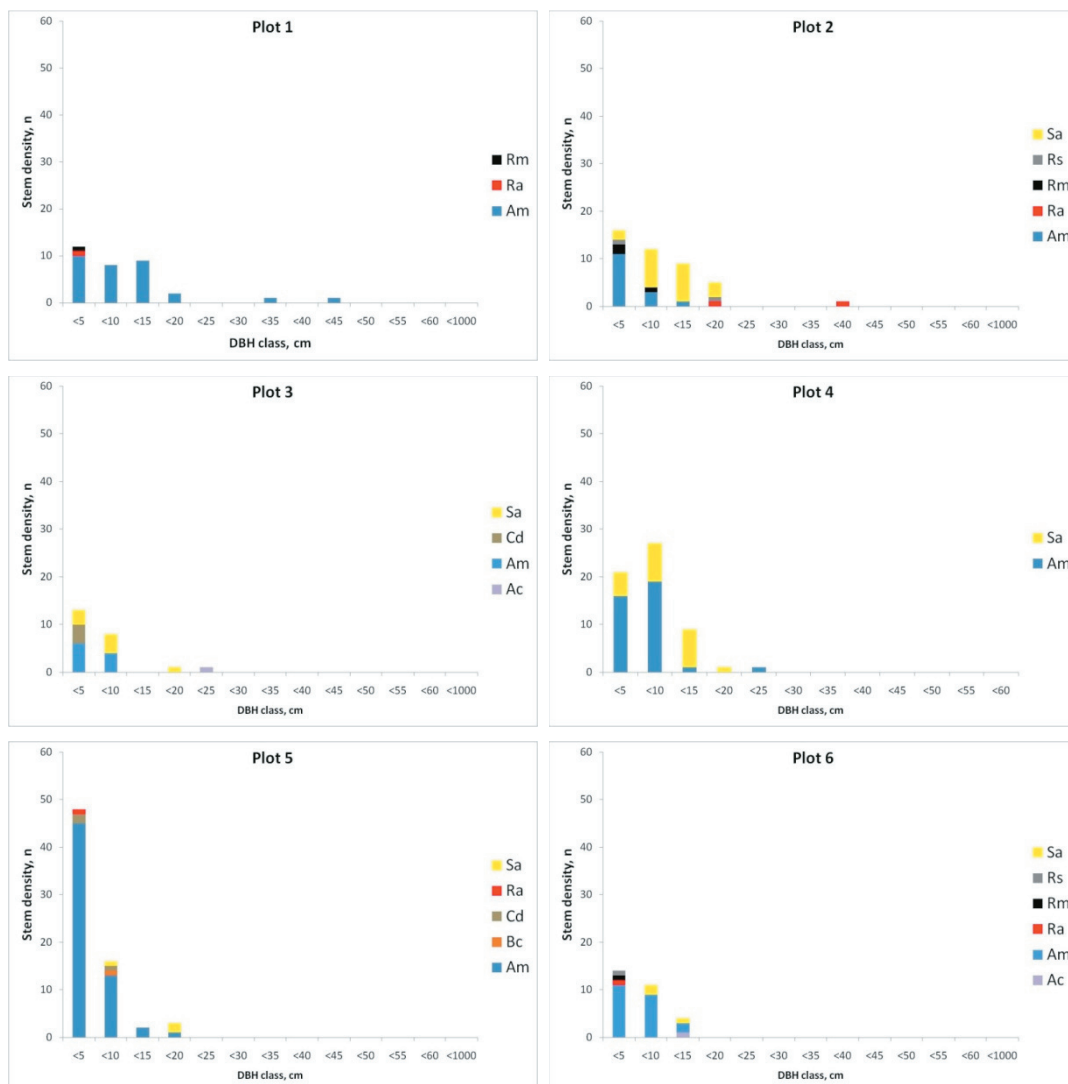 Plot 1
60
50
40
30
20
10
0
Stem density, n
<5 <10 <15 <20 <25 <30 <35 <40 <45 <50 <55 <60 <1000
DBH class, cm
Rm
Ra
Am
Plot 2
60
50
40
30
20
10
0
Stem density, n
<5 <10 <15 <20 <25 <30 <35 <40 <45 <50 <55 <60 <1000
DBH class, cm
Sa
Rs
Rm
Ra
Am
Plot 3
60
50
40
30
20
10
0
Stem density, n
<5 <10 <15 <20 <25 <30 <35 <40 <45 <50 <55 <60 <1000
DBH class, cm
Sa
Cd
Am
Ac
Plot 4
60
50
40
30
20
10
0
Stem density, n
<5 <10 <15 <20 <25 <30 <35 <40 <45 <50 <55 <60
DBH class, cm
Sa
Am
Plot 5
60
50
40
30
20
10
0
Stem density, n
<5 <10 <15 <20 <25 <30 <35 <40 <45 <50 <55 <60 <1000
DBH class, cm
Sa
Ra
Cd
Bc
Am
Plot 6
60
50
40
30
20
10
0
Stem density, n
<5 <10 <15 <20 <25 <30 <35 <40 <45 <50 <55 <60 <1000
DBH class, cm
Sa
Rs
Rm
Ra
Am
Ac